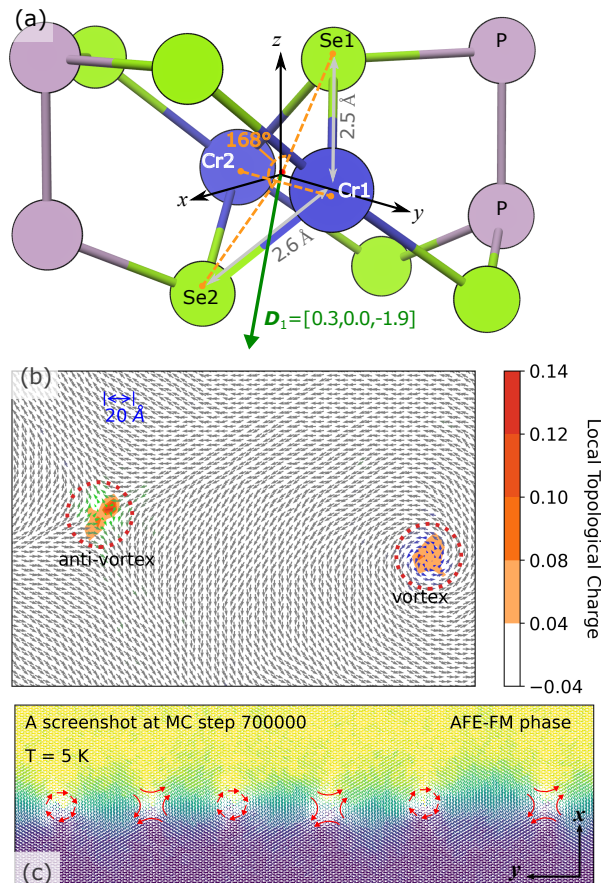 (a)
Se1
P
z
2.5 Å
168°
Cr2
Cr1
x
y
P
2.6 Å
Se2
D₁=[0.3,0.0,-1.9]
(b)
20 Å
anti-vortex
vortex
0.14
0.12
0.10
0.08
0.04
−0.04
Local Topological Charge
A screenshot at MC step 700000
AFE-FM phase
T = 5 K
x
y
(c)